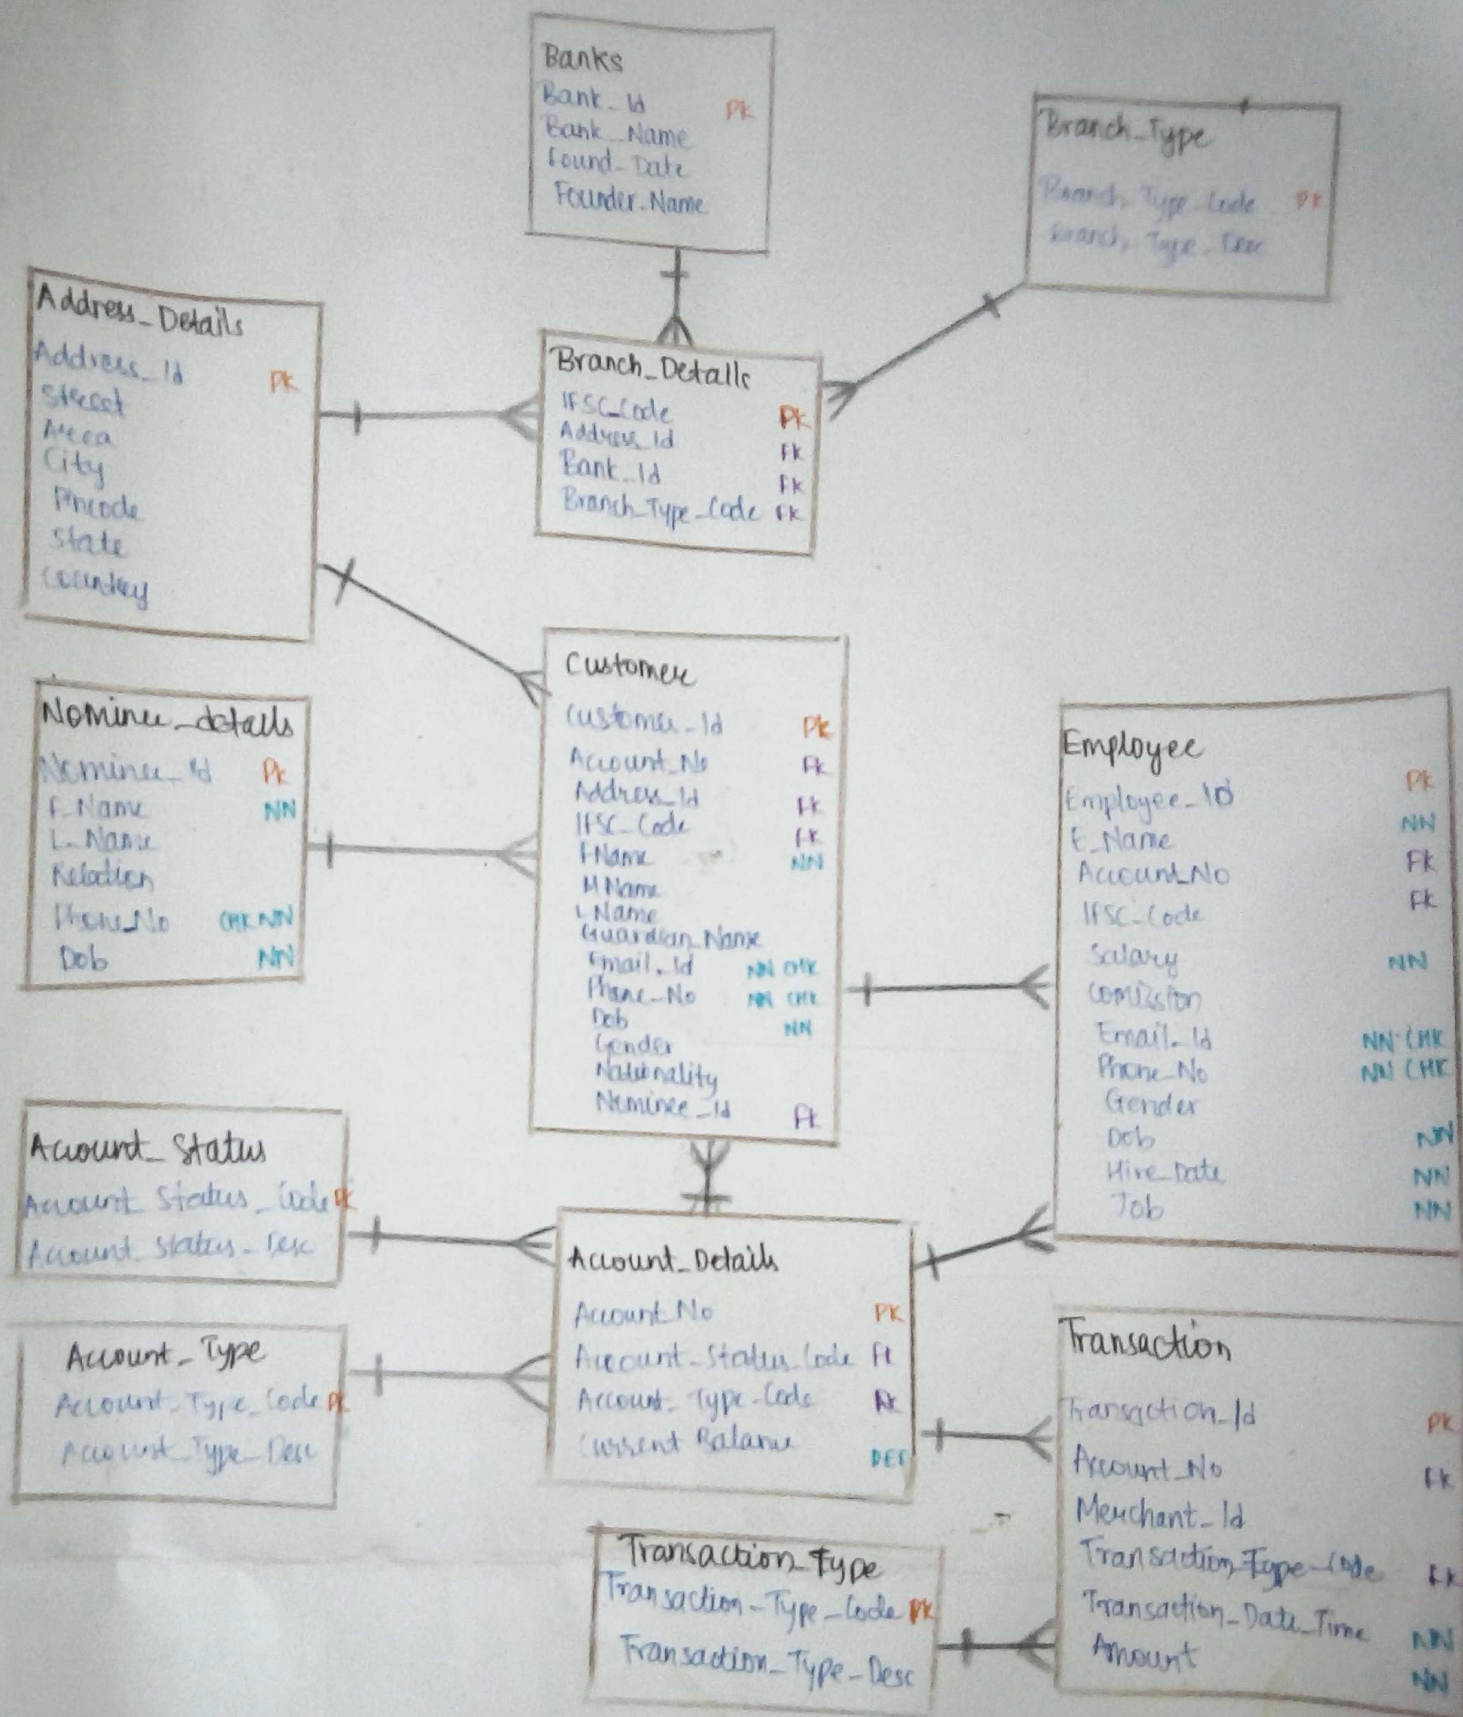 Banks
Bank_Id PK
Bank_Name
Found_Date
Founder_Name
Branch_Type
Branch_Type_Code PK
Branch_Type_Desc
Address_Details
Address_Id PK
Street
Area
City
Pincode
State
Country
Branch_Details
IFSC_Code PK
Address_Id FK
Bank_Id FK
Branch_Type_Code FK
Nominee_details
Nominee_Id PK
F_Name NN
L_Name
Relation
Phone_No CHK NN
Dob NN
Customer
Customer_Id PK
Account_No FK
Address_Id FK
IFSC_Code FK
FName NN
MName
LName
Guardian_Name
Email_Id NN CHK
Phone_No NN CHK
Dob NN
Gender
Nationality
Nominee_Id FK
Employee
Employee_ID PK
E_Name NN
Account_No FK
IFSC_Code FK
Salary NN
Comission
Email_Id NN CHK
Phone_No NN CHK
Gender
Dob NN
Hire_Date NN
Job NN
Account_Status
Account_Status_Code PK
Account_Status_Desc
Account_Type
Account_Type_Code PK
Account_Type_Desc
Account_Details
Account_No PK
Account_Status_Code FK
Account_Type_Code FK
Current Balance DEF
Transaction
Transaction_Id PK
Account_No FK
Merchant_Id
Transaction_Type_Code FK
Transaction_Date_Time NN
Amount NN
Transaction_Type
Transaction_Type_Code PK
Transaction_Type_Desc